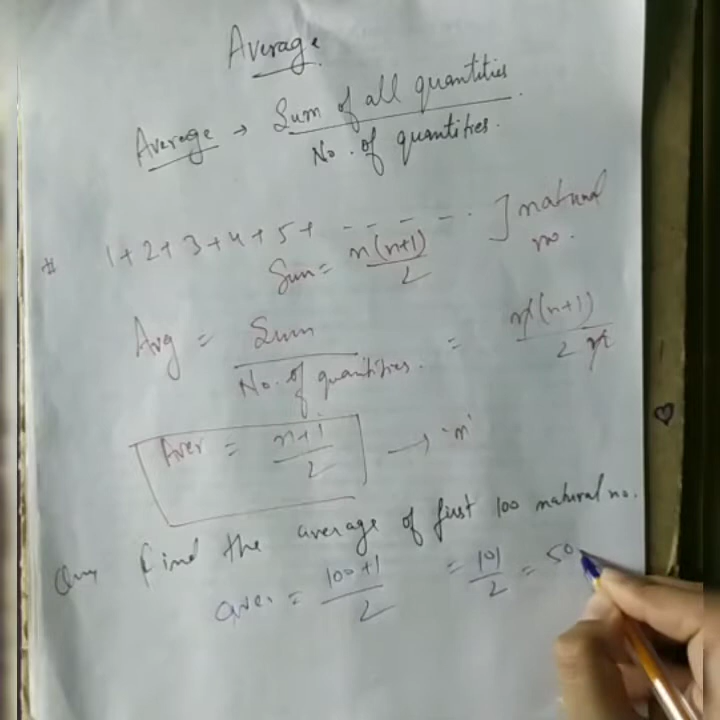 Average
Average → Sum of all quantities / No. of quantities.
# 1+2+3+4+5+ - - - - - . ] natural no.
Sum = n(n+1) / 2
Avg = Sum / No. of quantities. = n(n+1) / 2n
Aver = n+1 / 2 → 'n'
Que Find the average of first 100 natural no.
aver = 100+1 / 2 = 101 / 2 = 50